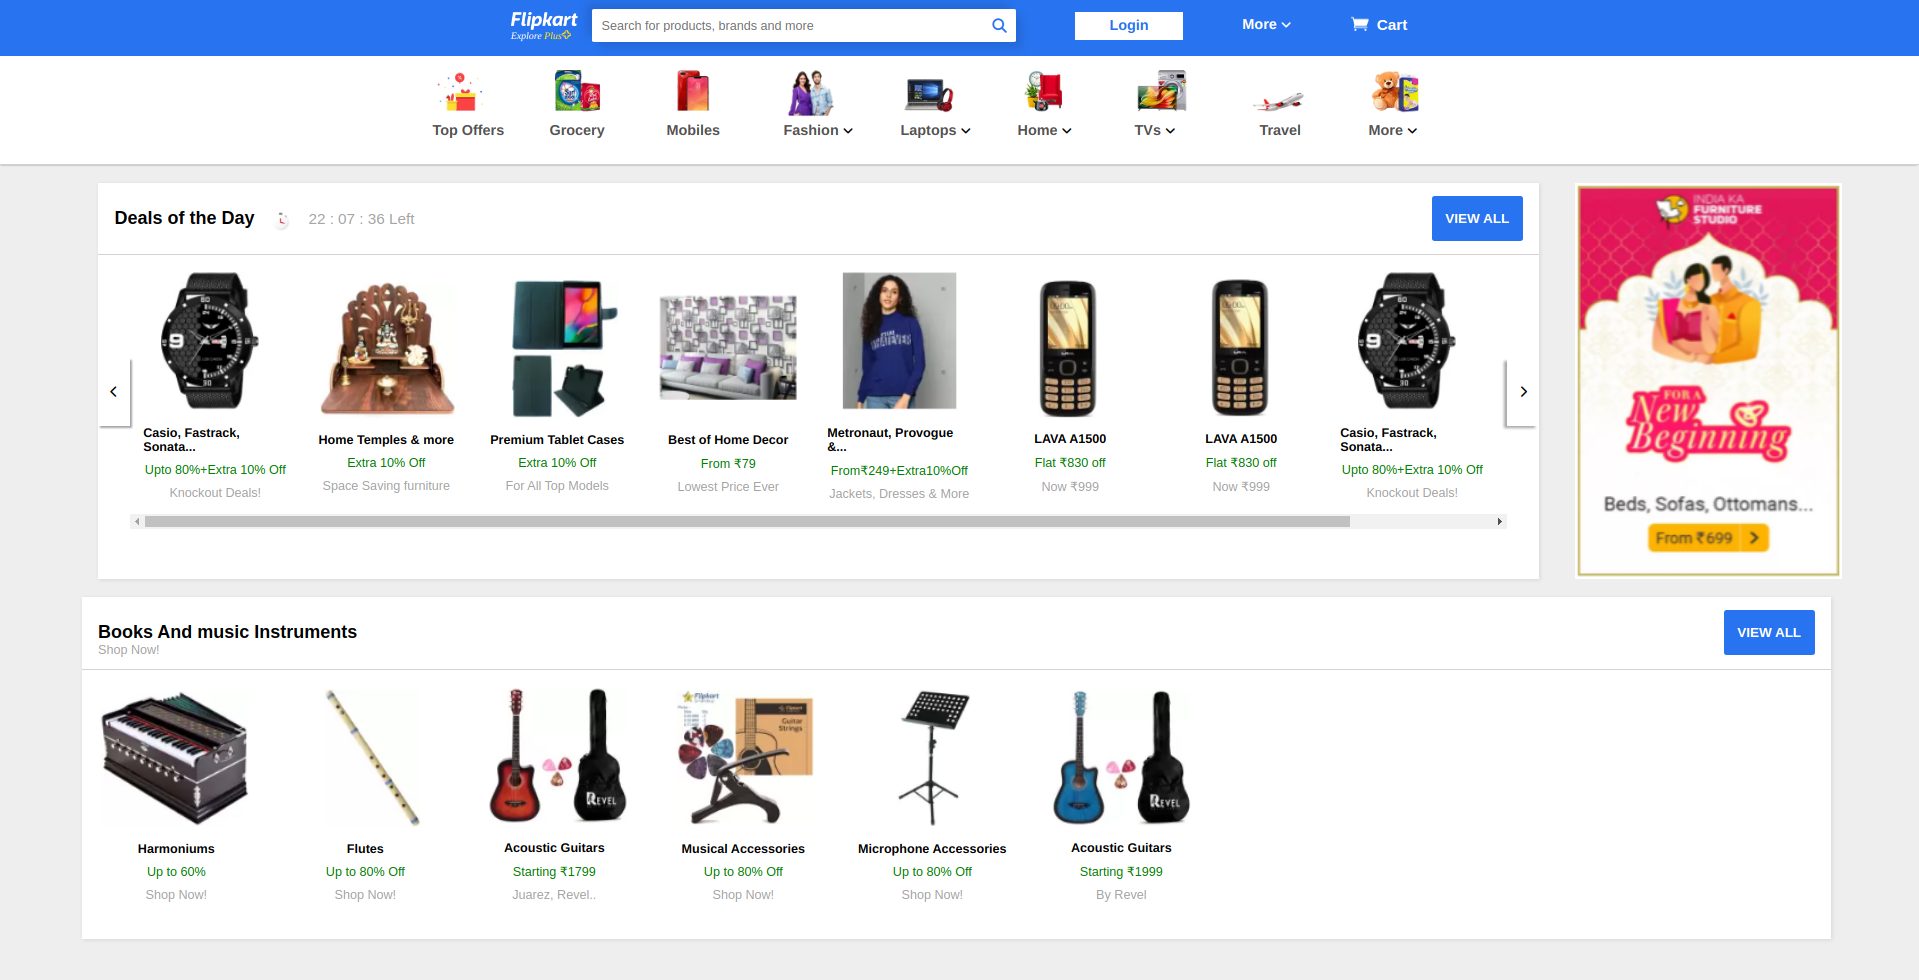 Flipkart
Explore Plus
Search for products, brands and more
Login
More
Cart
Top Offers
Grocery
Mobiles
Fashion
Laptops
Home
TVs
Travel
More
Deals of the Day
22 : 07 : 36 Left
VIEW ALL
Casio, Fastrack,
Sonata...
Upto 80%+Extra 10% Off
Knockout Deals!
Home Temples & more
Extra 10% Off
Space Saving furniture
Premium Tablet Cases
Extra 10% Off
For All Top Models
Best of Home Decor
From ₹79
Lowest Price Ever
Metronaut, Provogue
&...
From₹249+Extra10%Off
Jackets, Dresses & More
LAVA A1500
Flat ₹830 off
Now ₹999
LAVA A1500
Flat ₹830 off
Now ₹999
Casio, Fastrack,
Sonata...
Upto 80%+Extra 10% Off
Knockout Deals!
INDIA KA
FURNITURE
STUDIO
FOR A
New
Beginning
Beds, Sofas, Ottomans...
From ₹699
Books And music Instruments
Shop Now!
VIEW ALL
Harmoniums
Up to 60%
Shop Now!
Flutes
Up to 80% Off
Shop Now!
REVEL
Acoustic Guitars
Starting ₹1799
Juarez, Revel..
Flipkart
Guitar
Strings
Musical Accessories
Up to 80% Off
Shop Now!
Microphone Accessories
Up to 80% Off
Shop Now!
REVEL
Acoustic Guitars
Starting ₹1999
By Revel